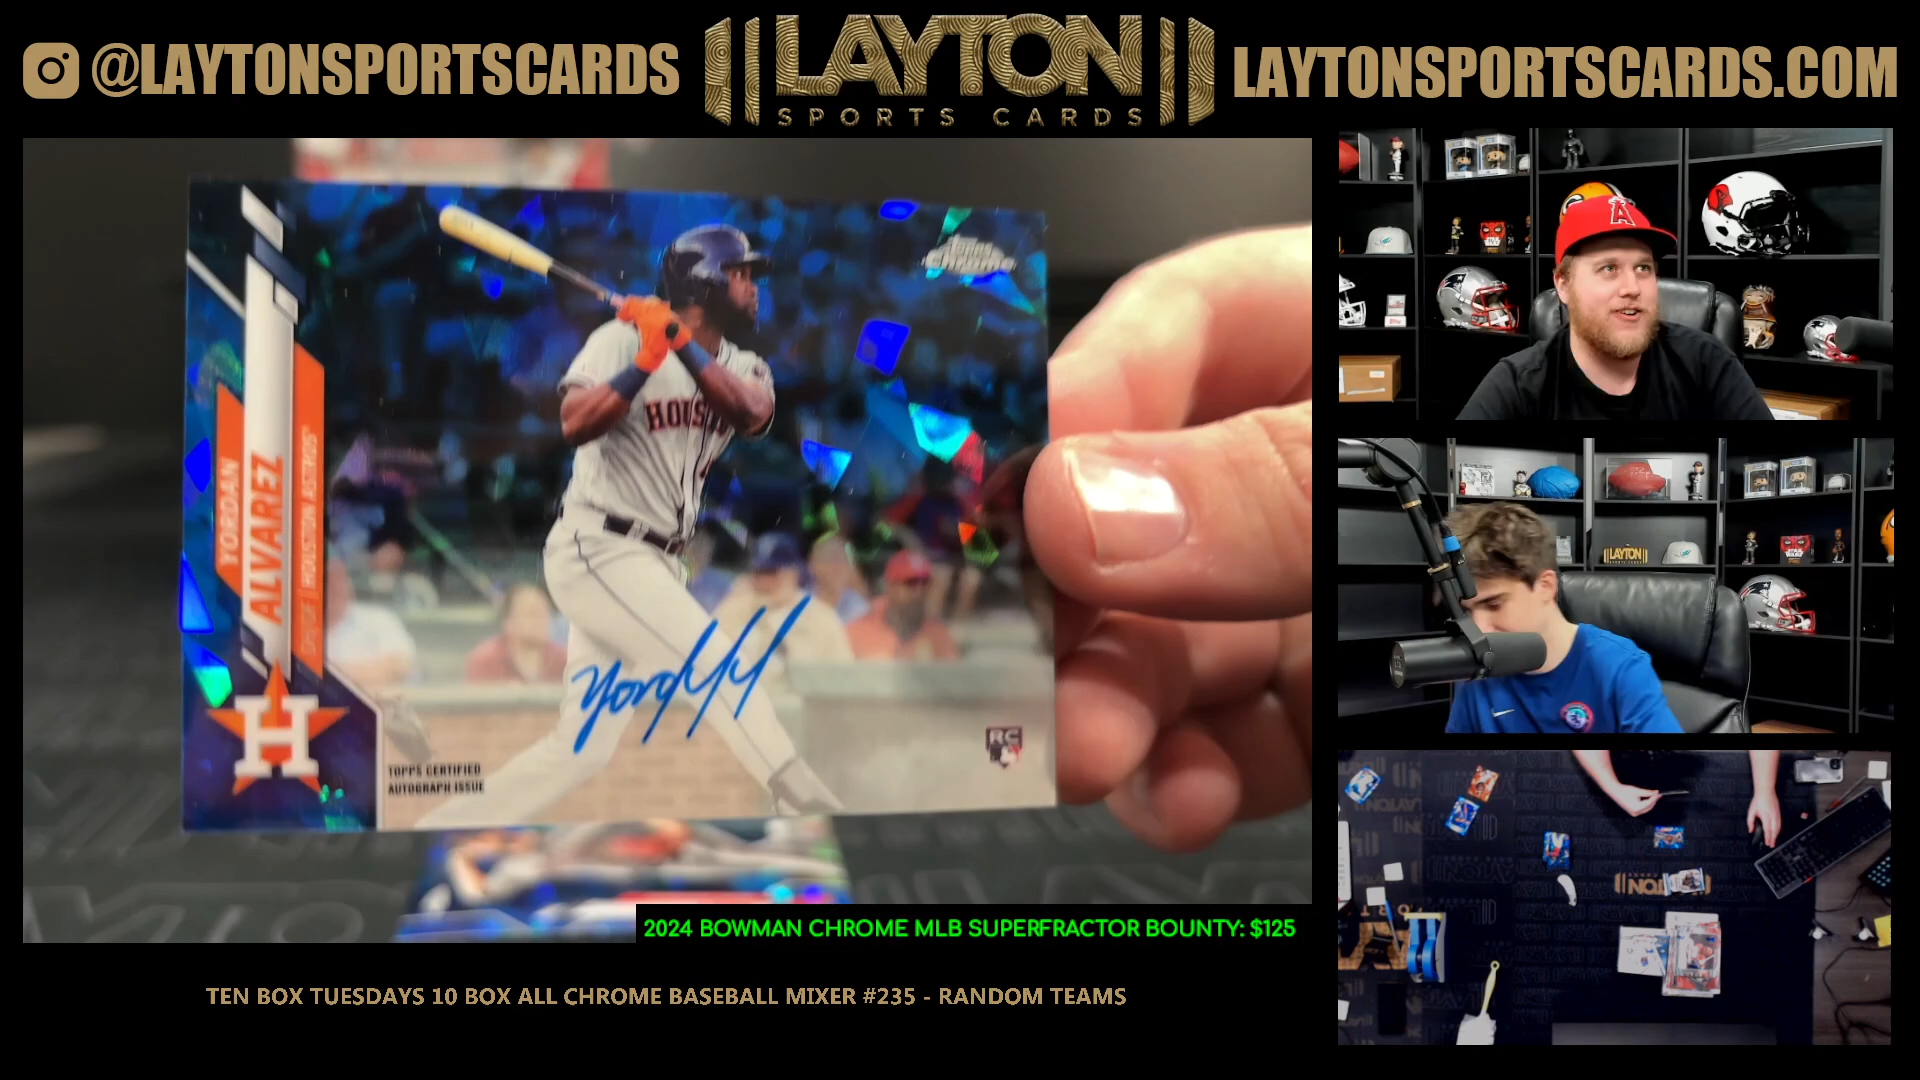 @LAYTONSPORTSCARDS
LAYTON
SPORTS CARDS
LAYTONSPORTSCARDS.COM
Topps
Chrome
A
HOUS
YORDAN
ALVAREZ
HOUSTON ASTROS
H
TOPPS CERTIFIED
AUTOGRAPH ISSUE
RC
LAYTON
2024 BOWMAN CHROME MLB SUPERFRACTOR BOUNTY: $125
TEN BOX TUESDAYS 10 BOX ALL CHROME BASEBALL MIXER #235 - RANDOM TEAMS